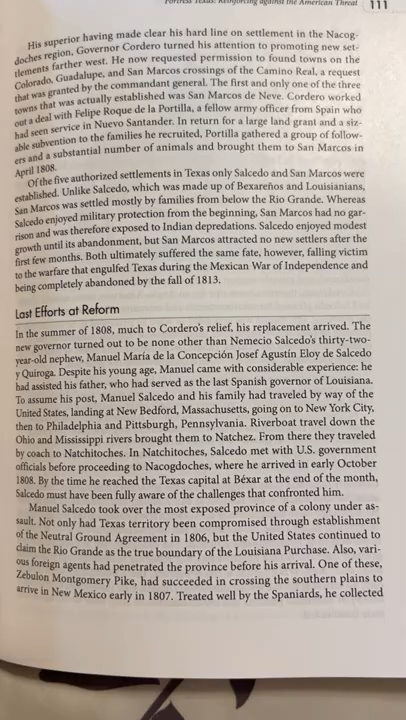 Fortress Texas: Reinforcing against the American Threat 111
His superior having made clear his hard line on settlement in the Nacog-
doches region, Governor Cordero turned his attention to promoting new set-
tlements farther west. He now requested permission to found towns on the
Colorado, Guadalupe, and San Marcos crossings of the Camino Real, a request
that was granted by the commandant general. The first and only one of the three
towns that was actually established was San Marcos de Neve. Cordero worked
out a deal with Felipe Roque de la Portilla, a fellow army officer from Spain who
had seen service in Nuevo Santander. In return for a large land grant and a siz-
able subvention to the families he recruited, Portilla gathered a group of follow-
ers and a substantial number of animals and brought them to San Marcos in
April 1808.
Of the five authorized settlements in Texas only Salcedo and San Marcos were
established. Unlike Salcedo, which was made up of Bexareños and Louisianians,
San Marcos was settled mostly by families from below the Rio Grande. Whereas
Salcedo enjoyed military protection from the beginning, San Marcos had no gar-
rison and was therefore exposed to Indian depredations. Salcedo enjoyed modest
growth until its abandonment, but San Marcos attracted no new settlers after the
first few months. Both ultimately suffered the same fate, however, falling victim
to the warfare that engulfed Texas during the Mexican War of Independence and
being completely abandoned by the fall of 1813.
Last Efforts at Reform
In the summer of 1808, much to Cordero's relief, his replacement arrived. The
new governor turned out to be none other than Nemecio Salcedo's thirty-two-
year-old nephew, Manuel María de la Concepción Josef Agustín Eloy de Salcedo
y Quiroga. Despite his young age, Manuel came with considerable experience: he
had assisted his father, who had served as the last Spanish governor of Louisiana.
To assume his post, Manuel Salcedo and his family had traveled by way of the
United States, landing at New Bedford, Massachusetts, going on to New York City,
then to Philadelphia and Pittsburgh, Pennsylvania. Riverboat travel down the
Ohio and Mississippi rivers brought them to Natchez. From there they traveled
by coach to Natchitoches. In Natchitoches, Salcedo met with U.S. government
officials before proceeding to Nacogdoches, where he arrived in early October
1808. By the time he reached the Texas capital at Béxar at the end of the month,
Salcedo must have been fully aware of the challenges that confronted him.
Manuel Salcedo took over the most exposed province of a colony under as-
sault. Not only had Texas territory been compromised through establishment
of the Neutral Ground Agreement in 1806, but the United States continued to
claim the Rio Grande as the true boundary of the Louisiana Purchase. Also, vari-
ous foreign agents had penetrated the province before his arrival. One of these,
Zebulon Montgomery Pike, had succeeded in crossing the southern plains to
arrive in New Mexico early in 1807. Treated well by the Spaniards, he collected